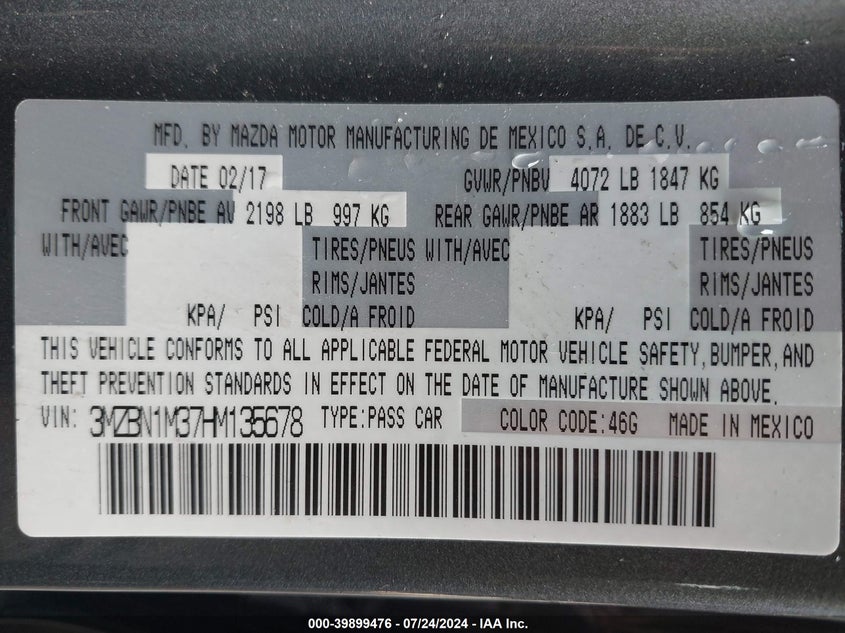 MFD. BY MAZDA MOTOR MANUFACTURING DE MEXICO S.A. DE C.V.
DATE 02/17 GVWR/PNBV 4072 LB 1847 KG
FRONT GAWR/PNBE AV 2198 LB 997 KG REAR GAWR/PNBE AR 1883 LB 854 KG
WITH/AVEC TIRES/PNEUS WITH/AVEC TIRES/PNEUS
RIMS/JANTES RIMS/JANTES
KPA/ PSI COLD/A FROID KPA/ PSI COLD/A FROID
THIS VEHICLE CONFORMS TO ALL APPLICABLE FEDERAL MOTOR VEHICLE SAFETY, BUMPER, AND
THEFT PREVENTION STANDARDS IN EFFECT ON THE DATE OF MANUFACTURE SHOWN ABOVE.
VIN: 3MZBN1M37HM135678 TYPE:PASS CAR COLOR CODE:46G MADE IN MEXICO
000-39899476 - 07/24/2024 - IAA Inc.